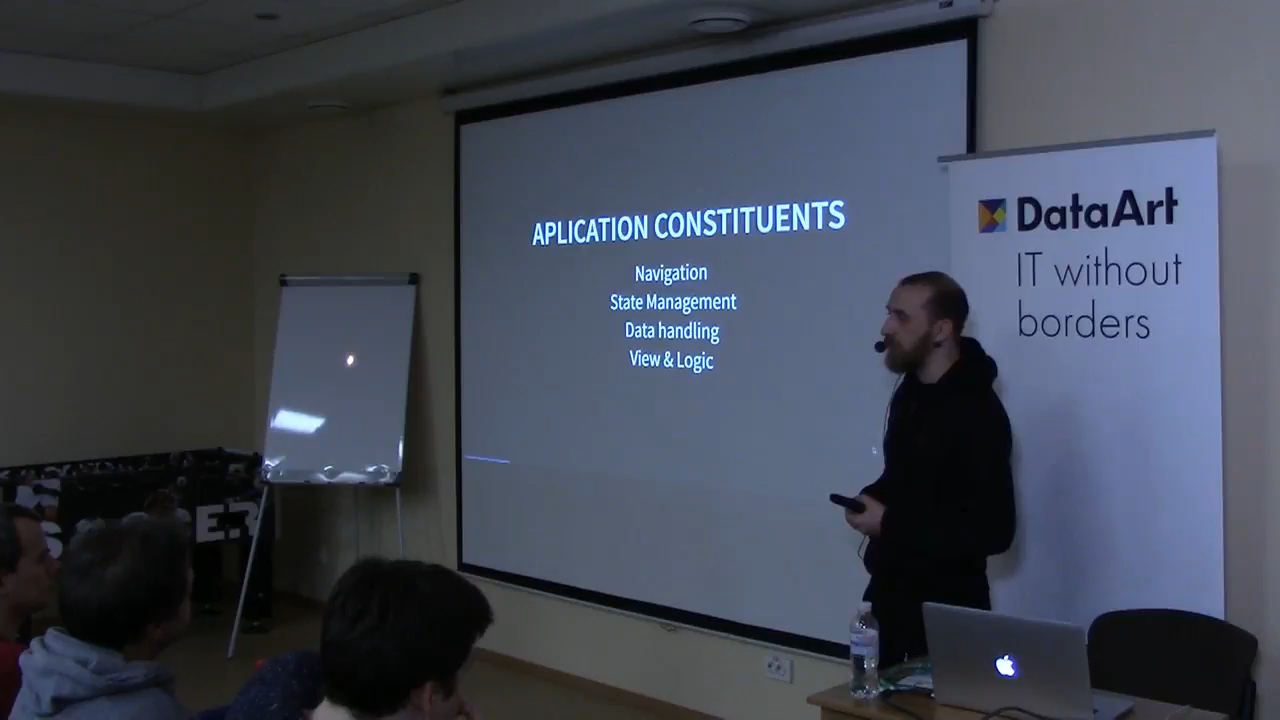 APLICATION CONSTITUENTS
Navigation
State Management
Data handling
View & Logic
DataArt
IT without
borders